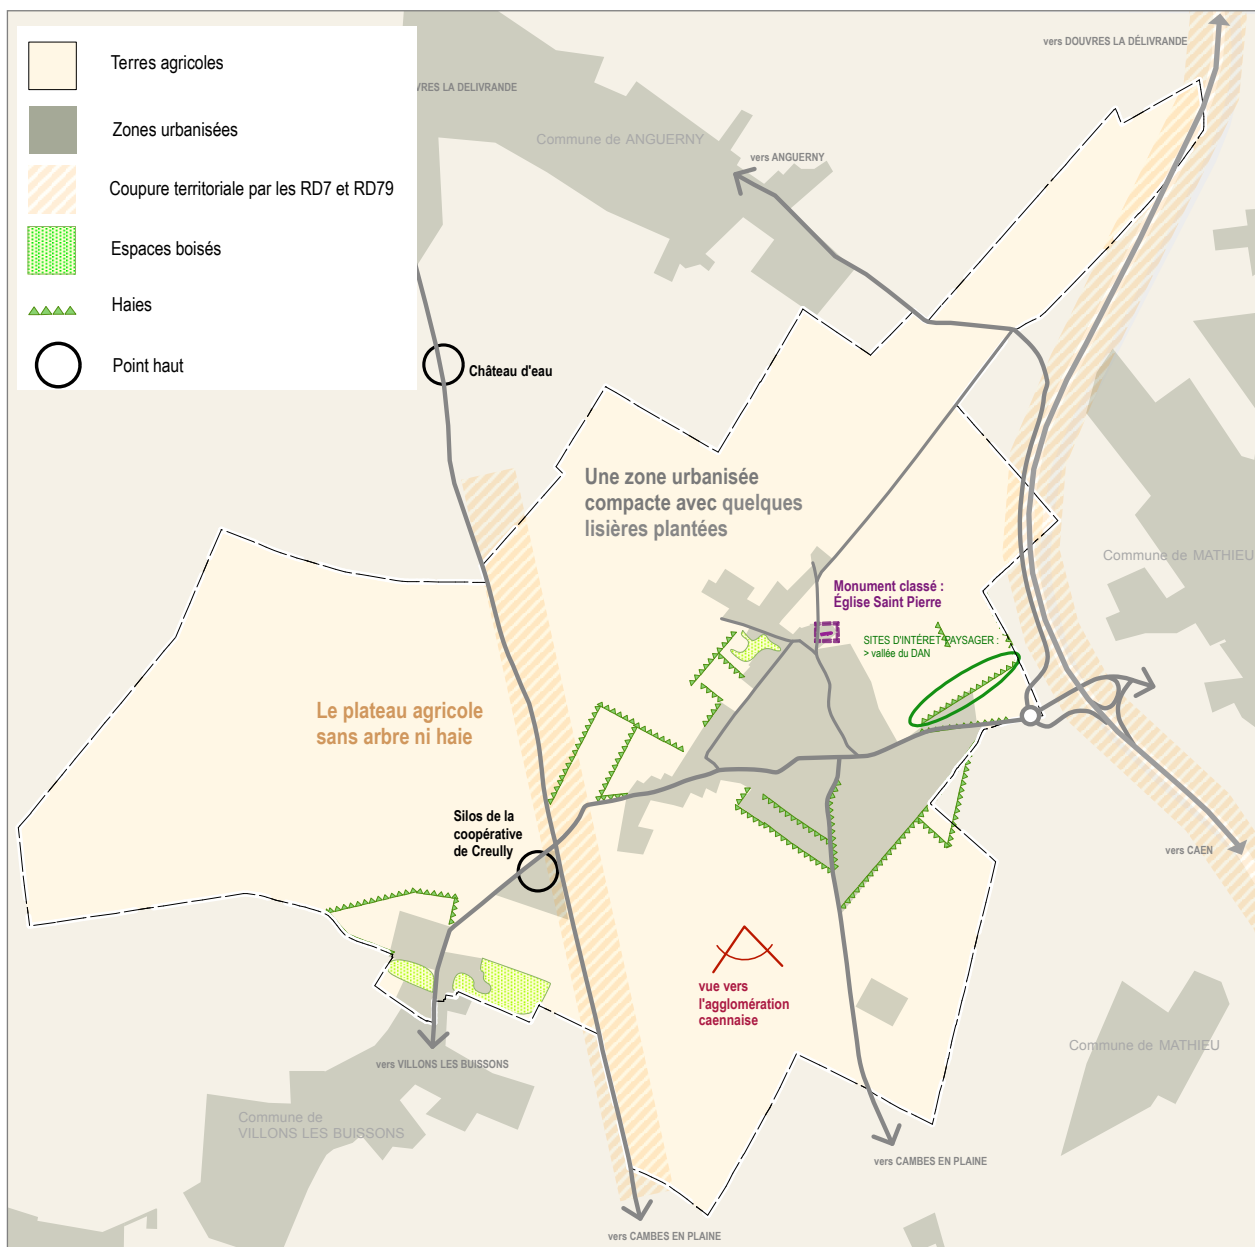 Terres agricoles
Zones urbanisées
Coupure territoriale par les RD7 et RD79
Espaces boisés
Haies
Point haut
vers DOUVRES LA DÉLIVRANDE
VRES LA DELIVRANDE
Commune de ANGUERNY
vers ANGUERNY
Château d'eau
Une zone urbanisée
compacte avec quelques
lisières plantées
Commune de MATHIEU
Monument classé :
Église Saint Pierre
SITES D'INTÉRET PAYSAGER :
> vallée du DAN
Le plateau agricole
sans arbre ni haie
Silos de la
coopérative
de Creully
vers CAEN
vue vers
l'agglomération
caennaise
Commune de MATHIEU
vers VILLONS LES BUISSONS
Commune de
VILLONS LES BUISSONS
vers CAMBES EN PLAINE
vers CAMBES EN PLAINE